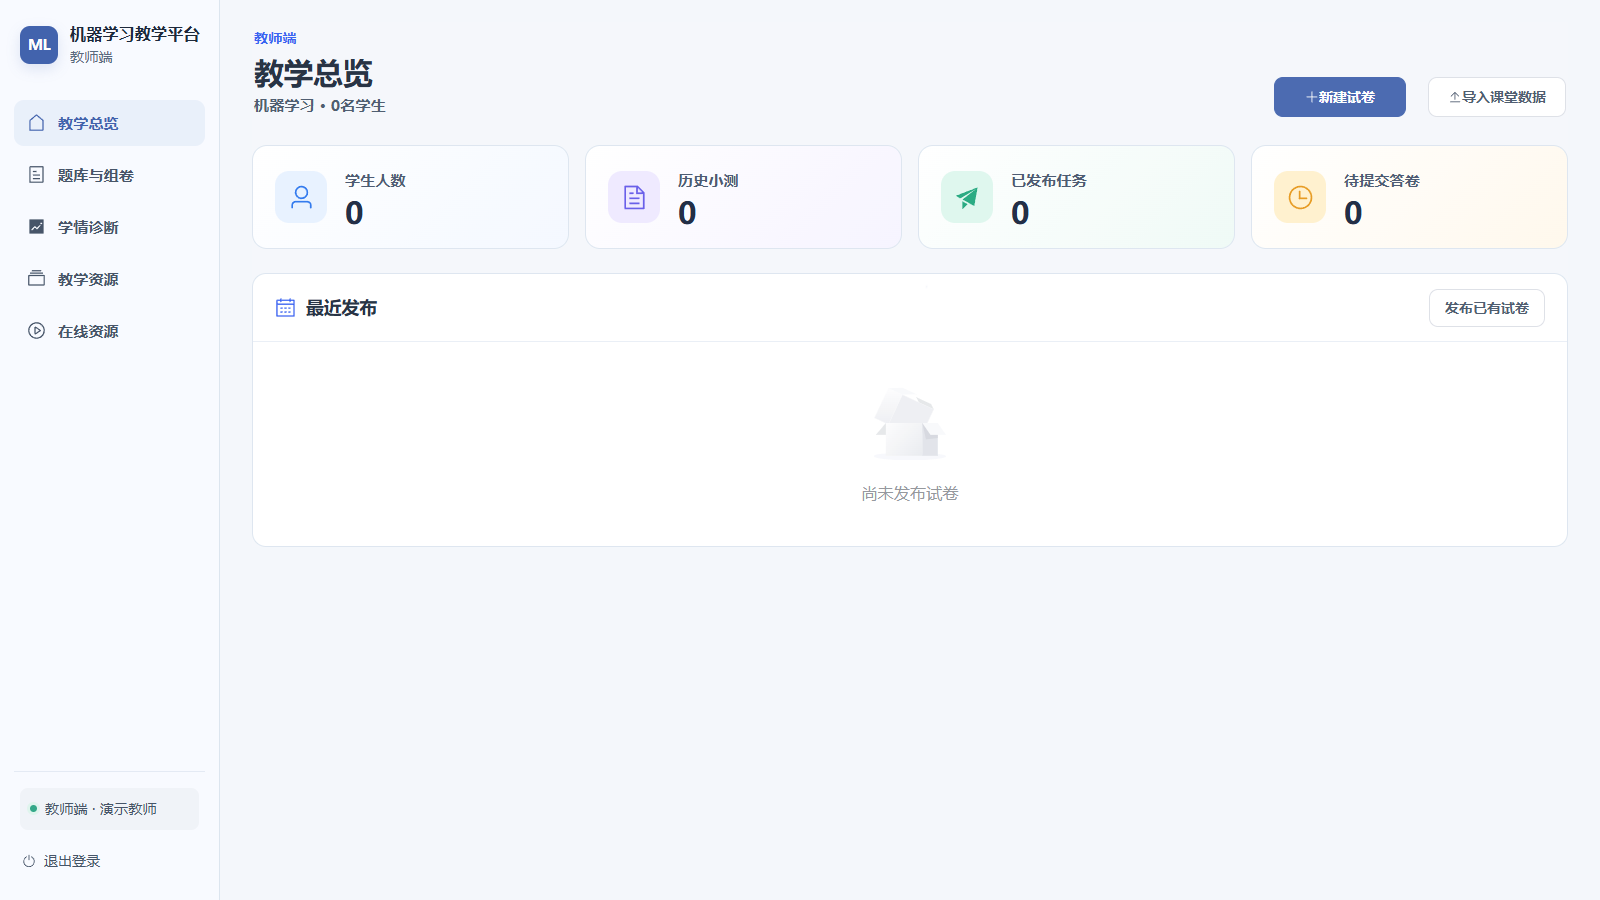 ML
机器学习教学平台
教师端
教学总览
题库与组卷
学情诊断
教学资源
在线资源
教师端 · 演示教师
退出登录
教师端
教学总览
机器学习 • 0名学生
新建试卷
导入课堂数据
学生人数
0
历史小测
0
已发布任务
0
待提交答卷
0
最近发布
发布已有试卷
尚未发布试卷